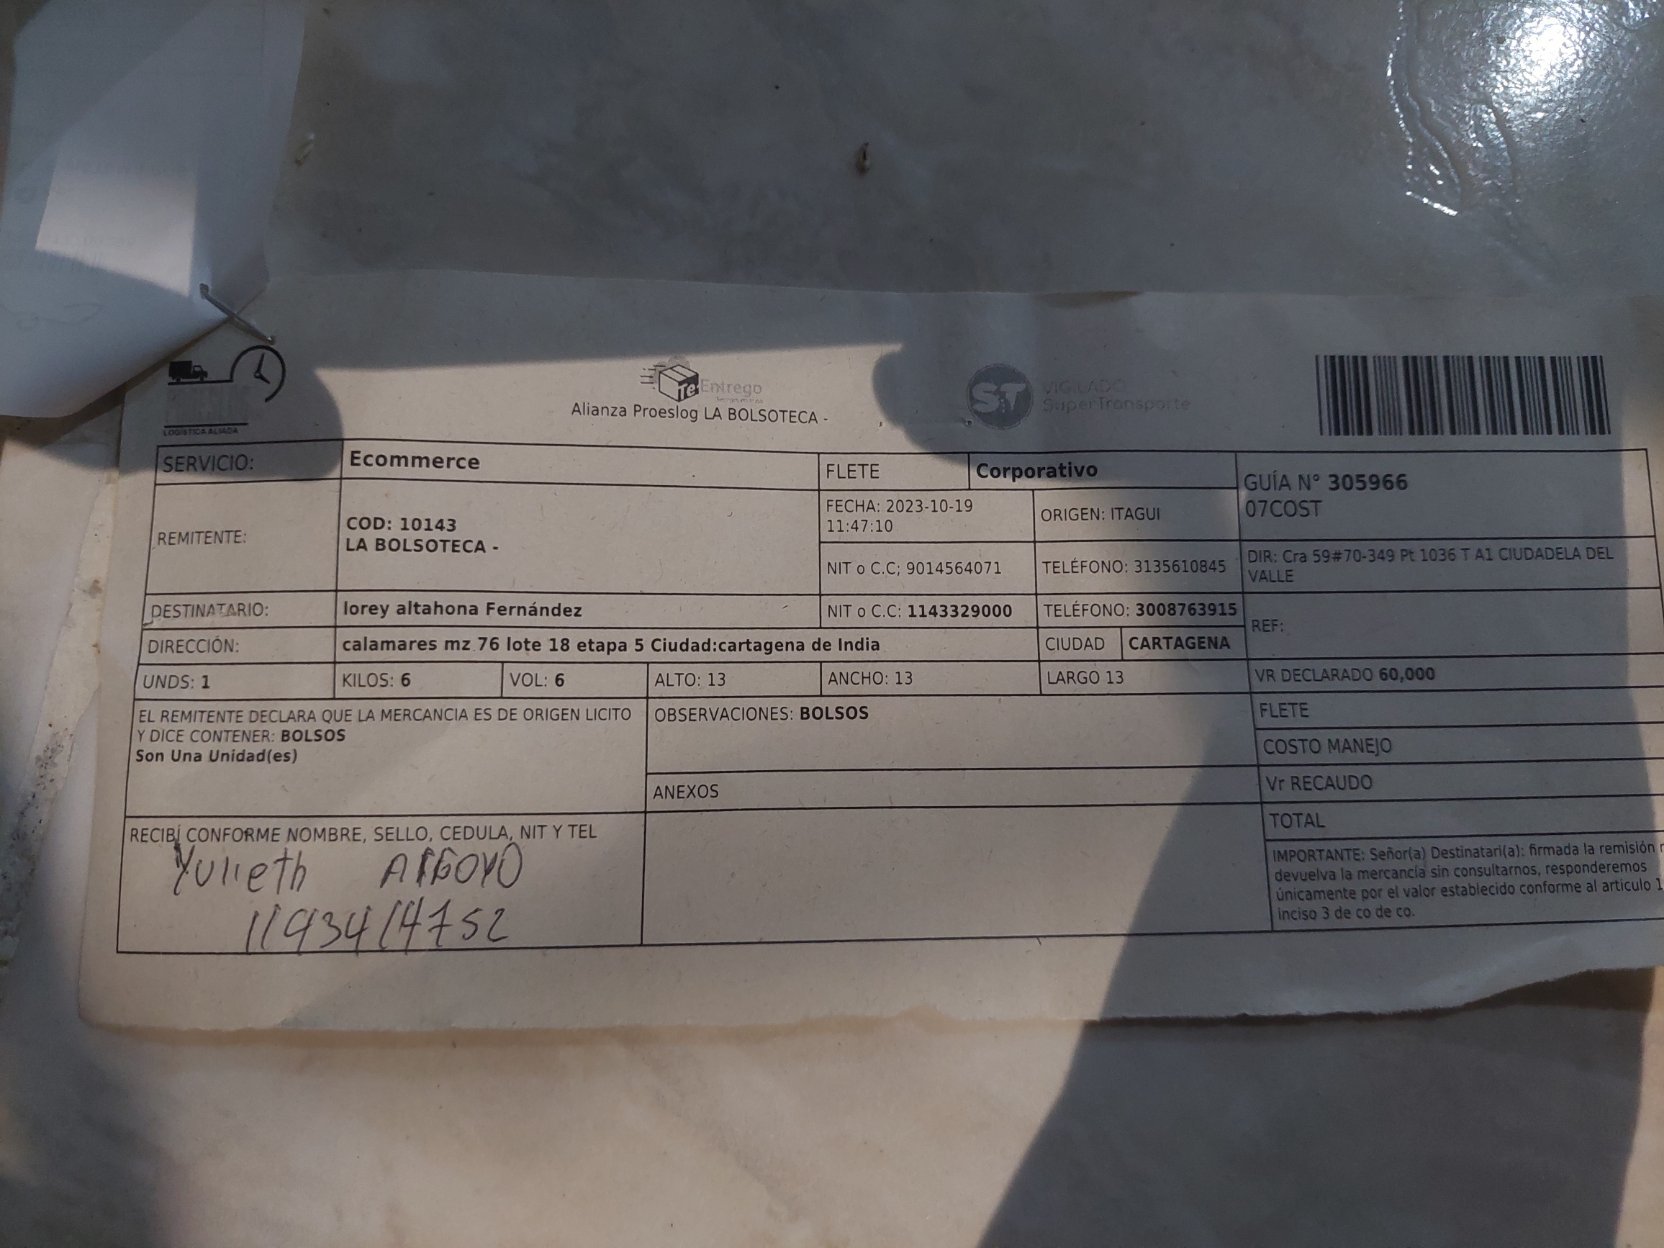 LOGISTICA ALIADA
Te Entrego
Alianza Proeslog LA BOLSOTECA -
ST VIGILADO
SuperTransporte
SERVICIO: Ecommerce FLETE Corporativo
GUÍA N° 305966
07COST
REMITENTE: COD: 10143
LA BOLSOTECA -
FECHA: 2023-10-19
11:47:10
ORIGEN: ITAGUI
NIT o C.C; 9014564071 TELÉFONO: 3135610845
DIR: Cra 59#70-349 Pt 1036 T A1 CIUDADELA DEL
VALLE
DESTINATARIO: lorey altahona Fernández NIT o C.C: 1143329000 TELÉFONO: 3008763915
REF:
DIRECCIÓN: calamares mz 76 lote 18 etapa 5 Ciudad:cartagena de India CIUDAD CARTAGENA
UNDS: 1 KILOS: 6 VOL: 6 ALTO: 13 ANCHO: 13 LARGO 13 VR DECLARADO 60,000
EL REMITENTE DECLARA QUE LA MERCANCIA ES DE ORIGEN LICITO
Y DICE CONTENER: BOLSOS
Son Una Unidad(es)
OBSERVACIONES: BOLSOS
ANEXOS
FLETE
COSTO MANEJO
Vr RECAUDO
TOTAL
RECIBÍ CONFORME NOMBRE, SELLO, CEDULA, NIT Y TEL
Yulieth ARROYO
1193414752
IMPORTANTE: Señor(a) Destinatari(a): firmada la remisión
devuelva la mercancia sin consultarnos, responderemos
únicamente por el valor establecido conforme al articulo 1
inciso 3 de co de co.